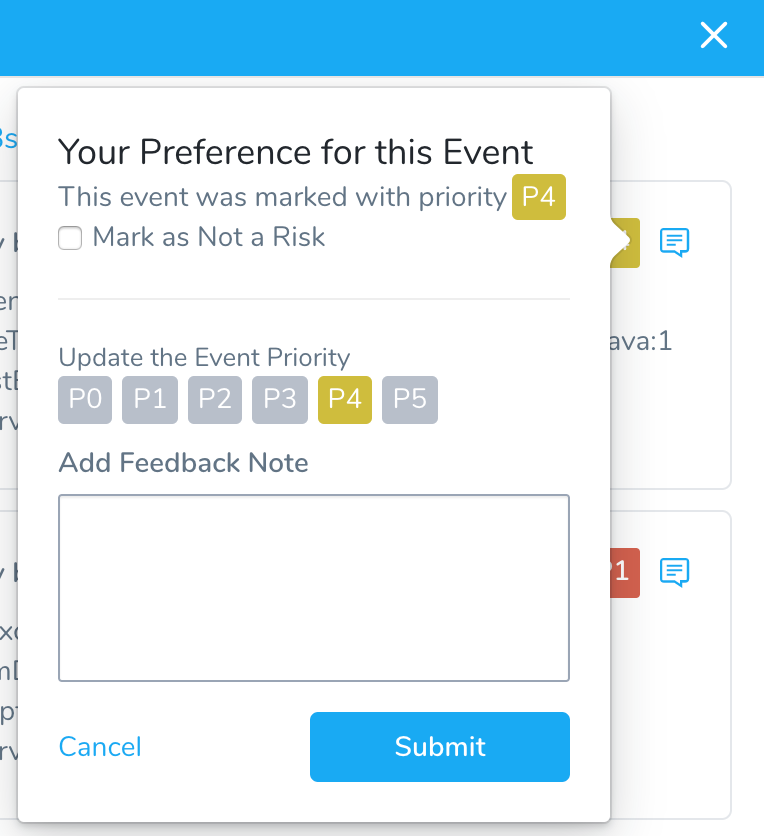 Your Preference for this Event
This event was marked with priority P4
Mark as Not a Risk
ava:1
Update the Event Priority
P0 P1 P2 P3 P4 P5
Add Feedback Note
Cancel
Submit